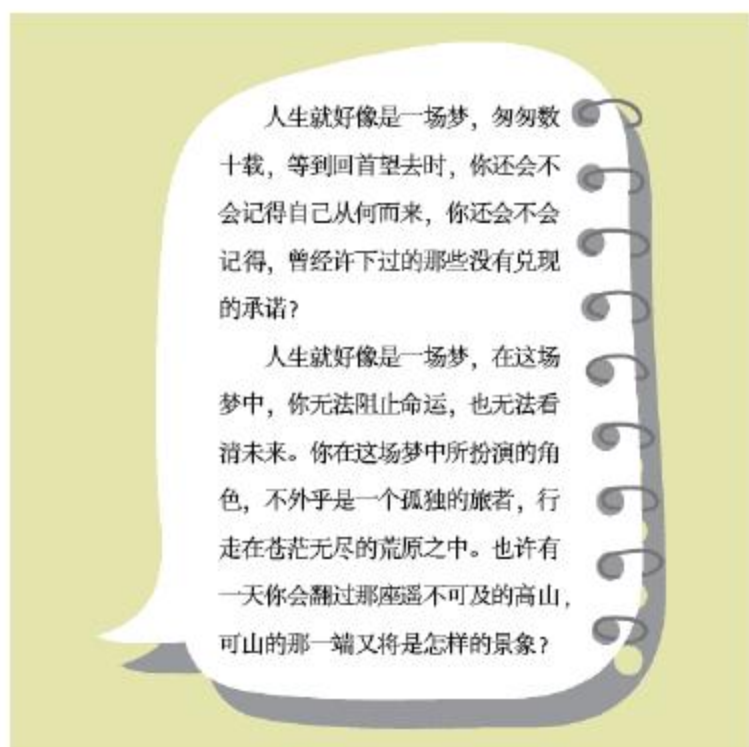 人生就好像是一场梦，匆匆数
十载，等到回首望去时，你还会不
会记得自己从何而来，你还会不会
记得，曾经许下过的那些没有兑现
的承诺？
人生就好像是一场梦，在这场
梦中，你无法阻止命运，也无法看
清未来。你在这场梦中所扮演的角
色，不外乎是一个孤独的旅者，行
走在苍茫无尽的荒原之中。也许有
一天你会翻过那座遥不可及的高山，
可山的那一端又将是怎样的景象？